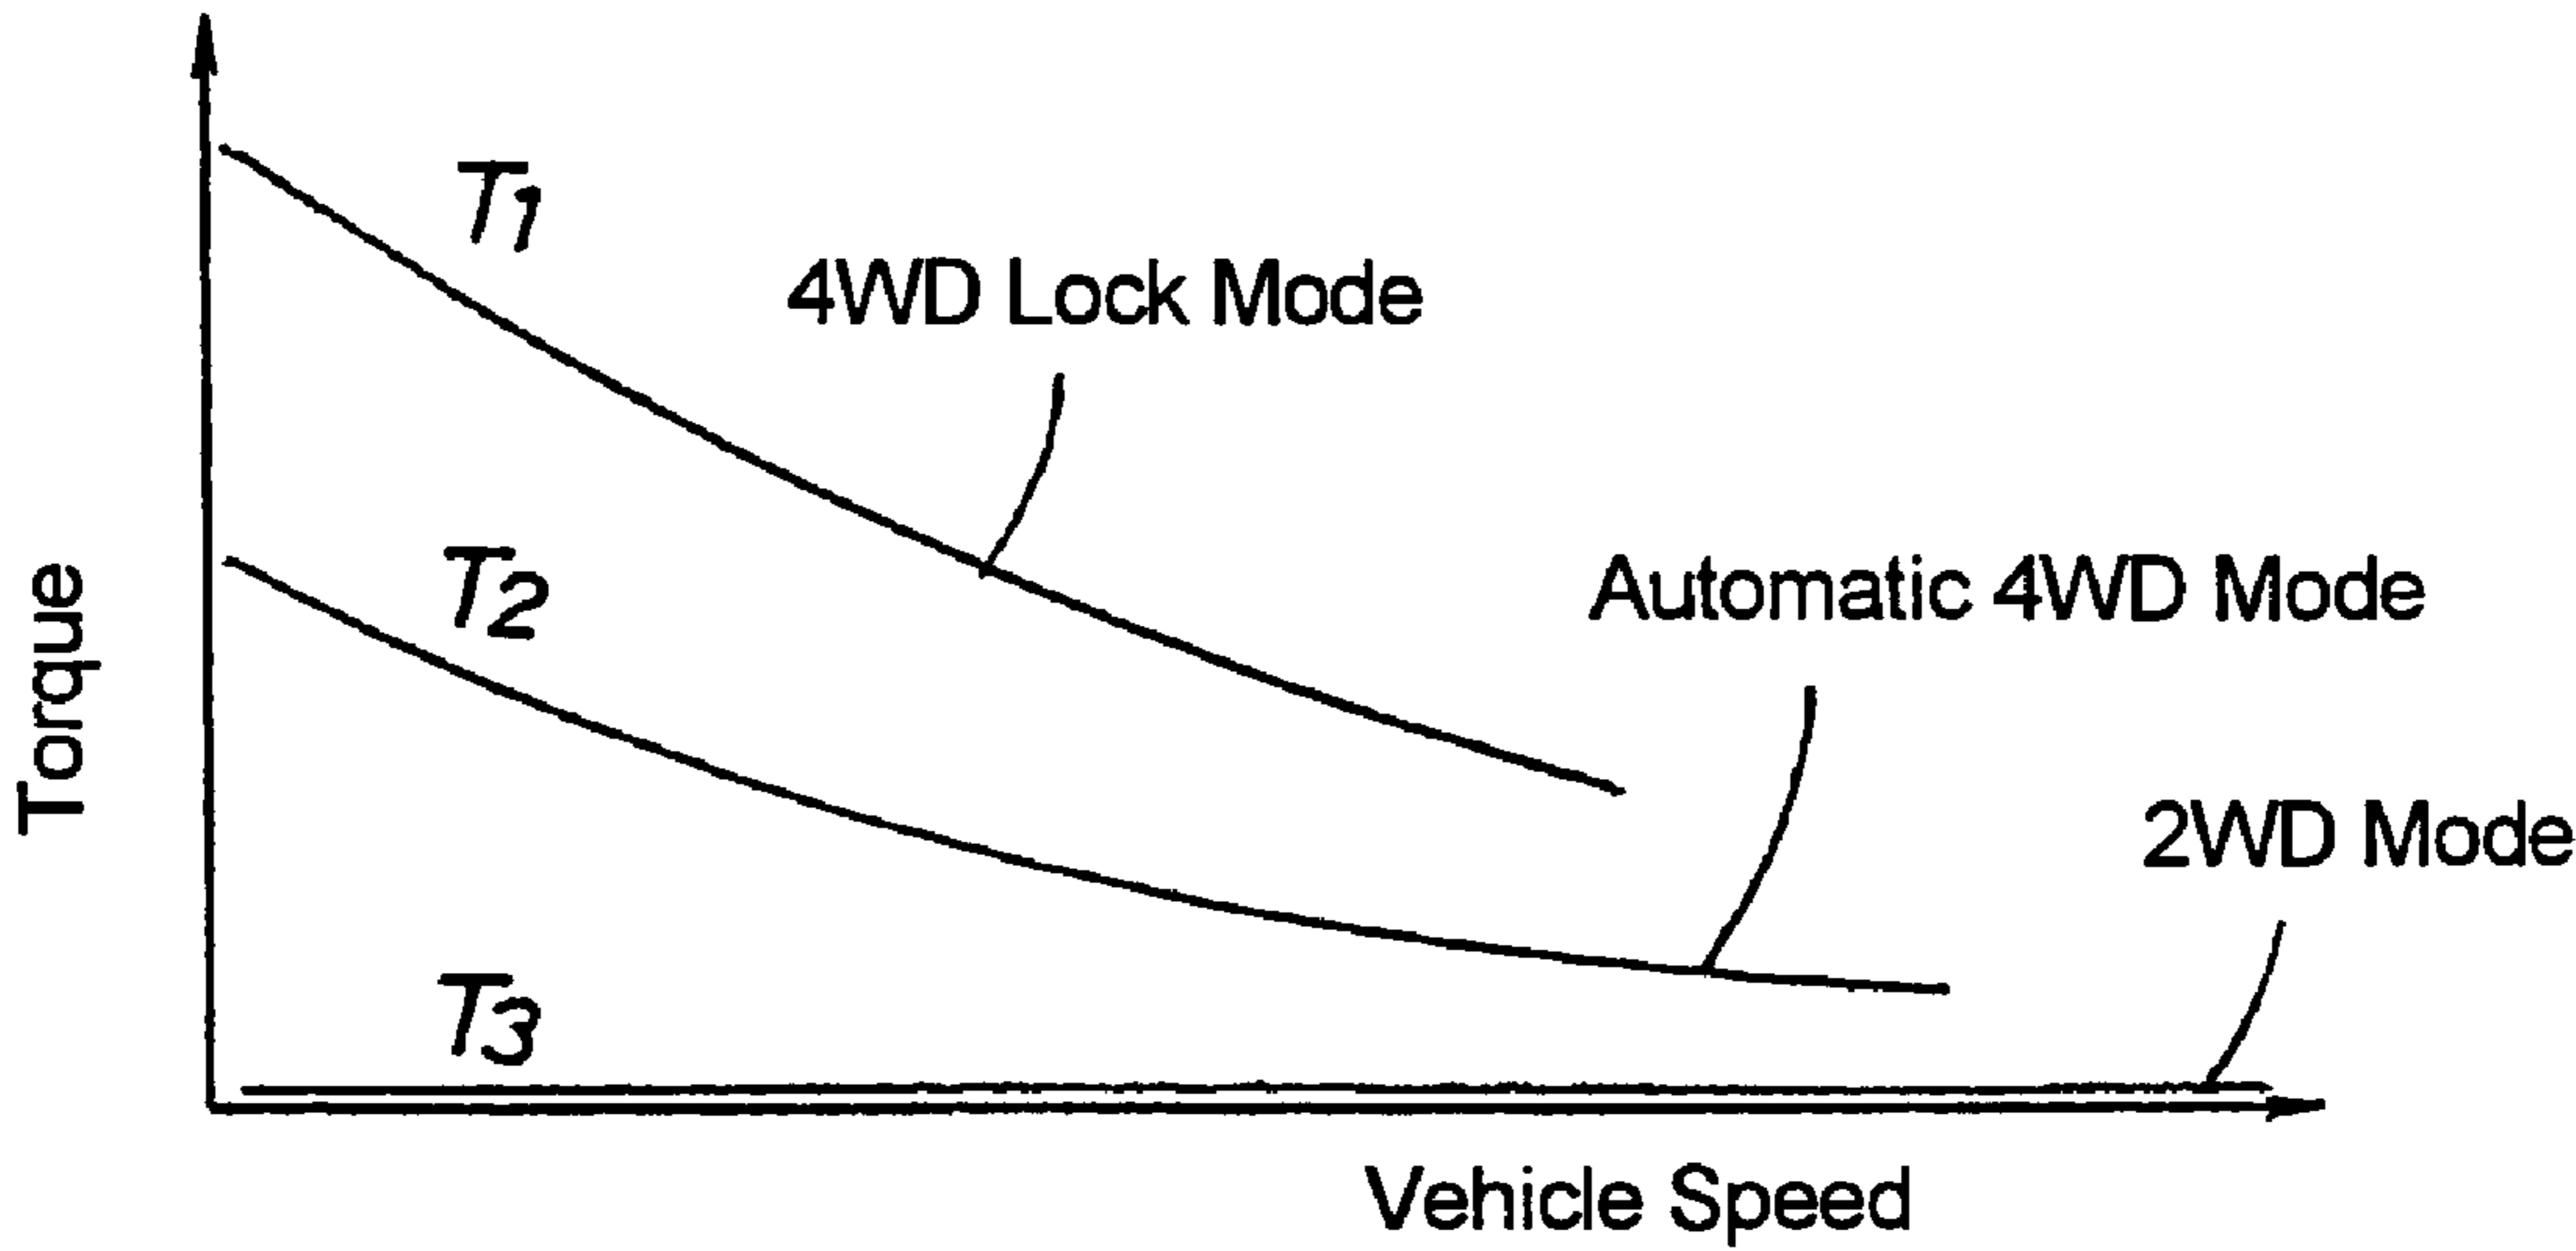 T1
4WD Lock Mode
T2
Automatic 4WD Mode
Torque
2WD Mode
T3
Vehicle Speed